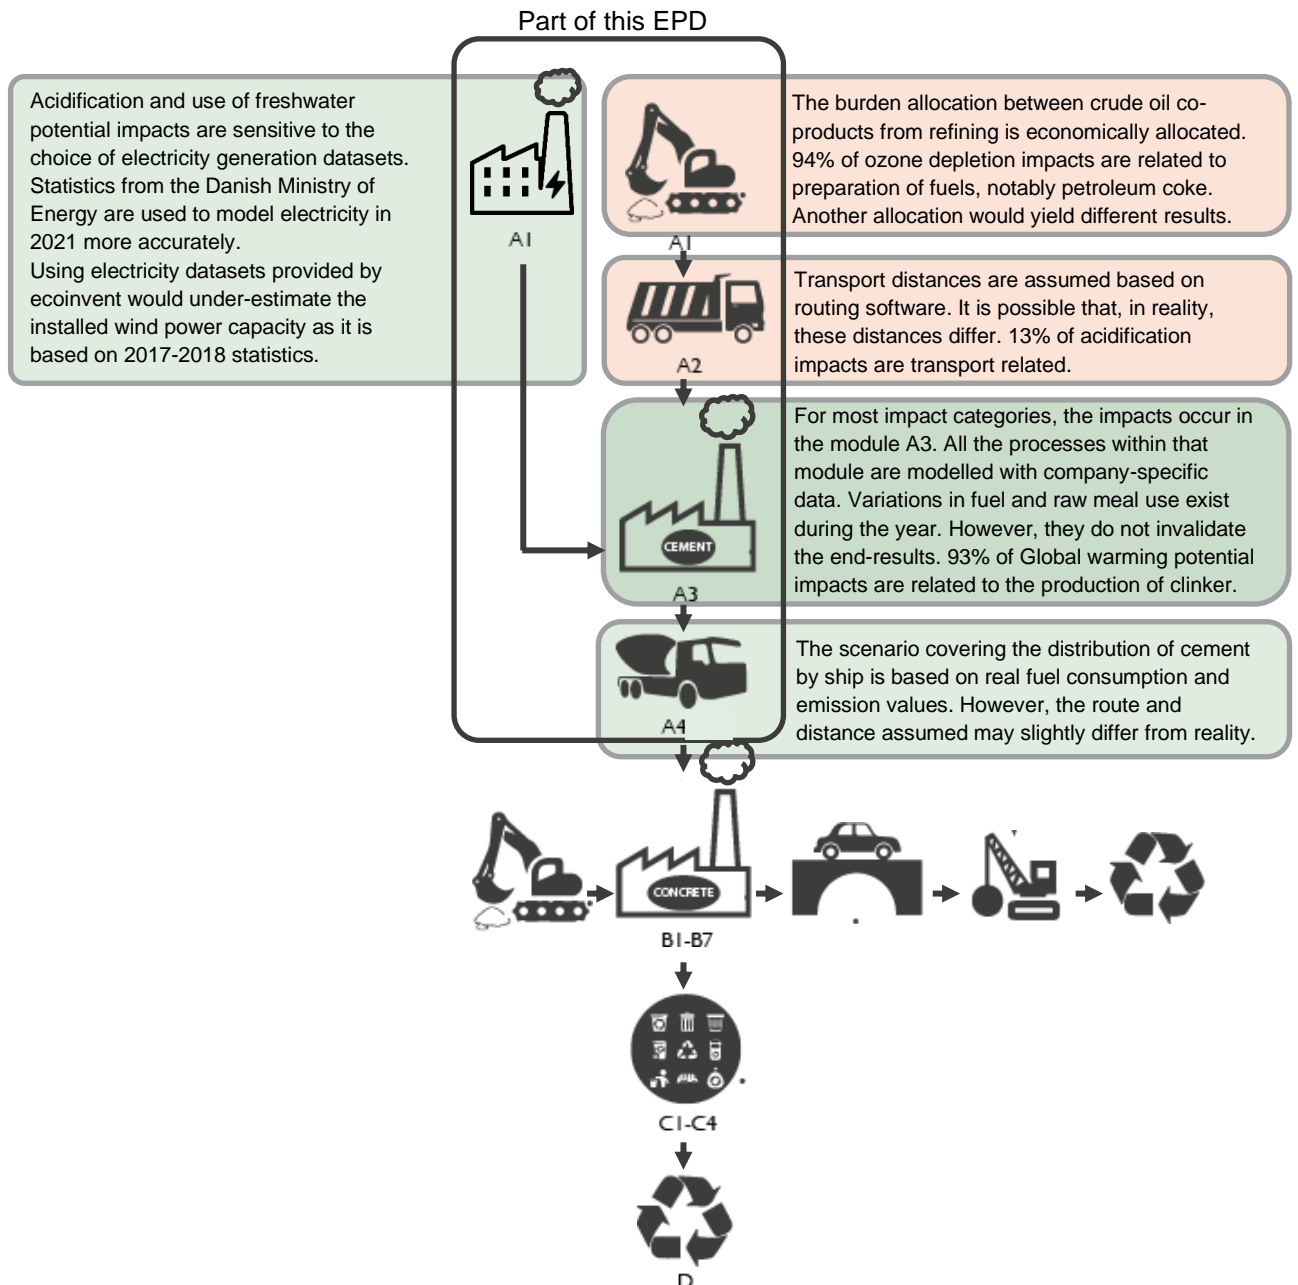 Part of this EPD
Acidification and use of freshwater
potential impacts are sensitive to the
choice of electricity generation datasets.
Statistics from the Danish Ministry of
Energy are used to model electricity in
2021 more accurately.
Using electricity datasets provided by
ecoinvent would under-estimate the
installed wind power capacity as it is
based on 2017-2018 statistics.
A1
The burden allocation between crude oil co-
products from refining is economically allocated.
94% of ozone depletion impacts are related to
preparation of fuels, notably petroleum coke.
Another allocation would yield different results.
A1
Transport distances are assumed based on
routing software. It is possible that, in reality,
these distances differ. 13% of acidification
impacts are transport related.
A2
For most impact categories, the impacts occur in
the module A3. All the processes within that
module are modelled with company-specific
data. Variations in fuel and raw meal use exist
during the year. However, they do not invalidate
the end-results. 93% of Global warming potential
impacts are related to the production of clinker.
CEMENT
A3
The scenario covering the distribution of cement
by ship is based on real fuel consumption and
emission values. However, the route and
distance assumed may slightly differ from reality.
A4
CONCRETE
B1-B7
C1-C4
D